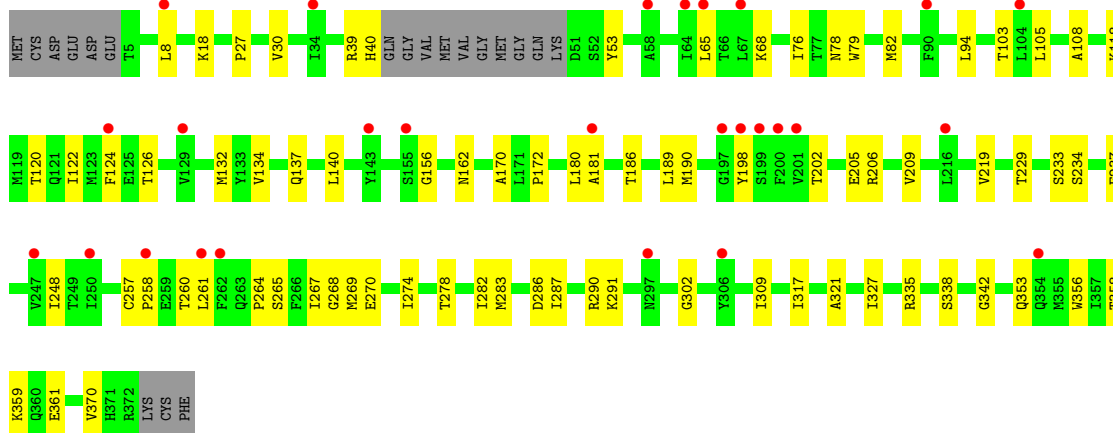 MET CYS ASP GLU ASP GLU T5 L8 K18 P27 V30 I34 R39 H40 GLN GLY VAL MET VAL GLY MET GLY GLN LYS D51 S52 Y53 A58 I64 L65 T66 L67 K68 I76 T77 N78 W79 M82 F90 L94 T103 L104 L105 A108
M119 T120 Q121 I122 M123 F124 E125 T126 V129 M132 Y133 V134 Q137 L140 Y143 S155 G156 N162 A170 L171 P172 L180 A181 T186 L189 M190 G197 Y198 S199 F200 V201 T202 E205 R206 V209 L216 V219 T229 S233 S234
V247 I248 T249 I250 C257 P258 E259 T260 L261 F262 Q263 P264 S265 F266 I267 G268 M269 E270 I274 T278 I282 M283 D286 I287 R290 K291 N297 G302 Y306 I309 I317 A321 I327 R335 S338 G342 Q353 Q354 M355 W356 I357
K359 Q360 E361 V370 H371 R372 LYS CYS PHE